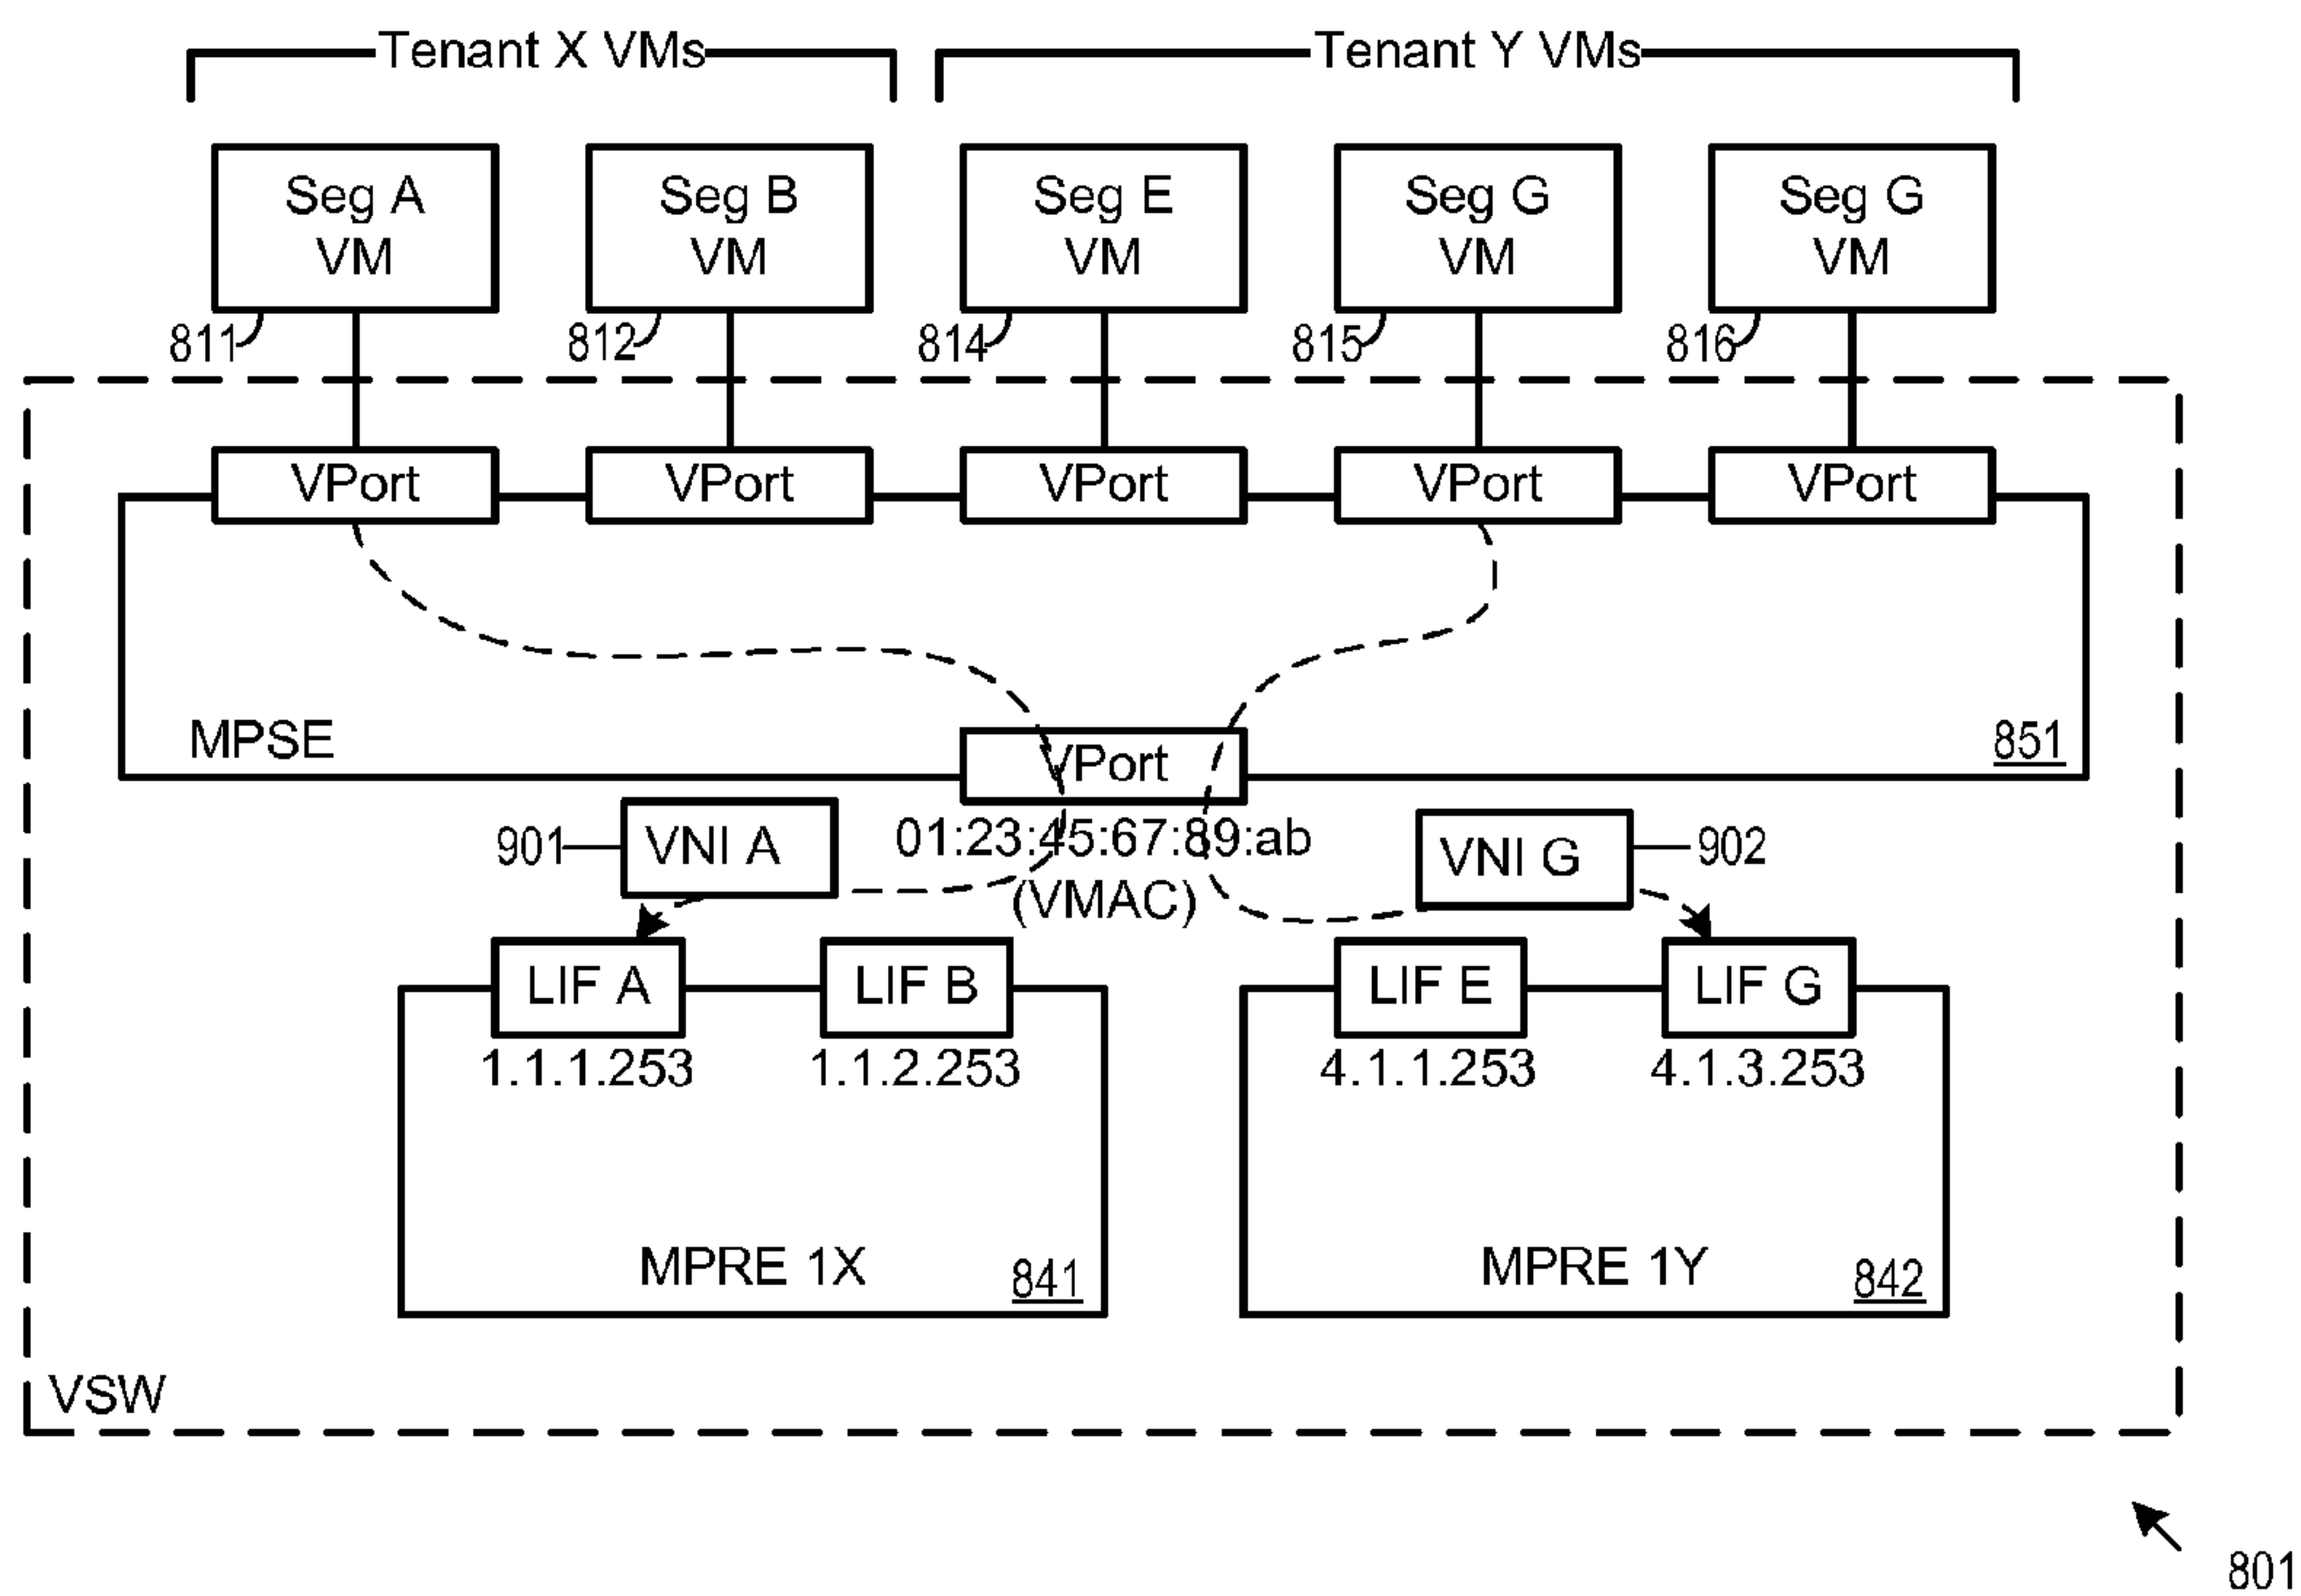 Tenant X VMs
Tenant Y VMs
Seg A
VM
Seg B
VM
Seg E
VM
Seg G
VM
Seg G
VM
811
812
814
815
816
VPort
VPort
VPort
VPort
VPort
MPSE
851
VPort
01:23:45:67:89:ab
(VMAC)
901
VNI A
VNI G
902
LIF A
LIF B
LIF E
LIF G
1.1.1.253
1.1.2.253
4.1.1.253
4.1.3.253
MPRE 1X
841
MPRE 1Y
842
VSW
801